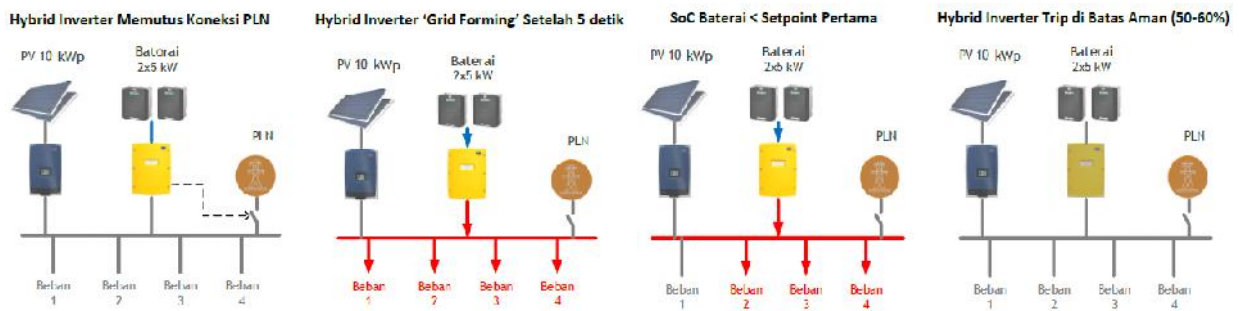 Hybrid Inverter Memutus Koneksi PLN
PV 10 kWp
Baterai
2x5 kW
PLN
Beban
1
Beban
2
Beban
3
Beban
4
Hybrid Inverter 'Grid Forming' Setelah 5 detik
PV 10 kWp
Baterai
2x5 kW
PLN
Beban
1
Beban
2
Beban
3
Beban
4
SoC Baterai < Setpoint Pertama
PV 10 kWp
Baterai
2x5 kW
PLN
Beban
1
Beban
2
Beban
3
Beban
4
Hybrid Inverter Trip di Batas Aman (50-60%)
PV 10 kWp
Baterai
2x5 kW
PLN
Beban
1
Beban
2
Beban
3
Beban
4